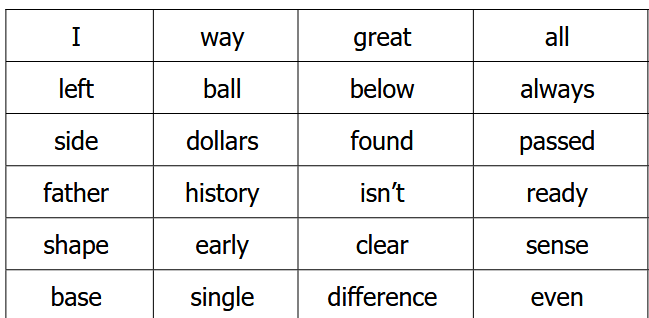 I way great all
left ball below always
side dollars found passed
father history isn’t ready
shape early clear sense
base single difference even